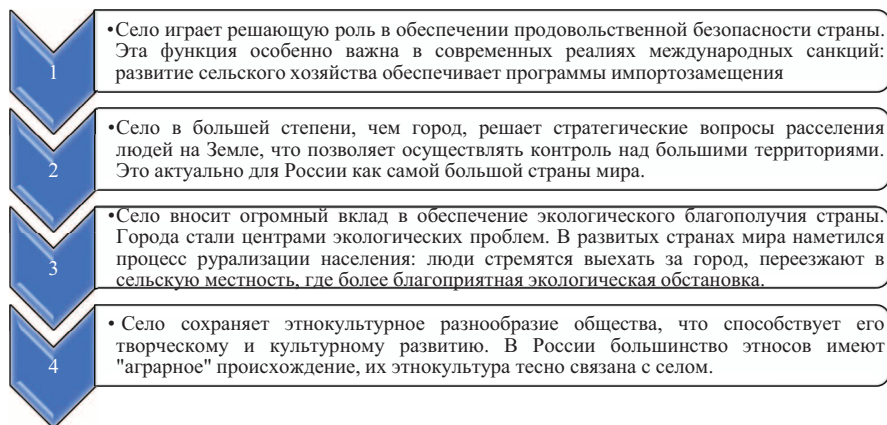 1
•Село играет решающую роль в обеспечении продовольственной безопасности страны.
Эта функция особенно важна в современных реалиях международных санкций:
развитие сельского хозяйства обеспечивает программы импортозамещения
2
•Село в большей степени, чем город, решает стратегические вопросы расселения
людей на Земле, что позволяет осуществлять контроль над большими территориями.
Это актуально для России как самой большой страны мира.
3
•Село вносит огромный вклад в обеспечение экологического благополучия страны.
Города стали центрами экологических проблем. В развитых странах мира наметился
процесс рурализации населения: люди стремятся выехать за город, переезжают в
сельскую местность, где более благоприятная экологическая обстановка.
4
• Село сохраняет этнокультурное разнообразие общества, что способствует его
творческому и культурному развитию. В России большинство этносов имеют
"аграрное" происхождение, их этнокультура тесно связана с селом.